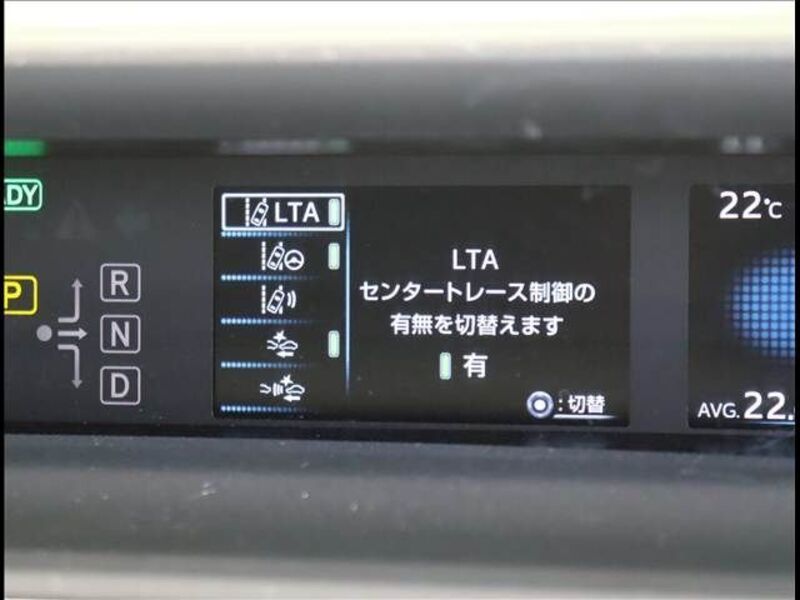 ADY
P
R
N
D
LTA
LTA
センタートレース制御の
有無を切替えます
有
:切替
22℃
AVG.22.